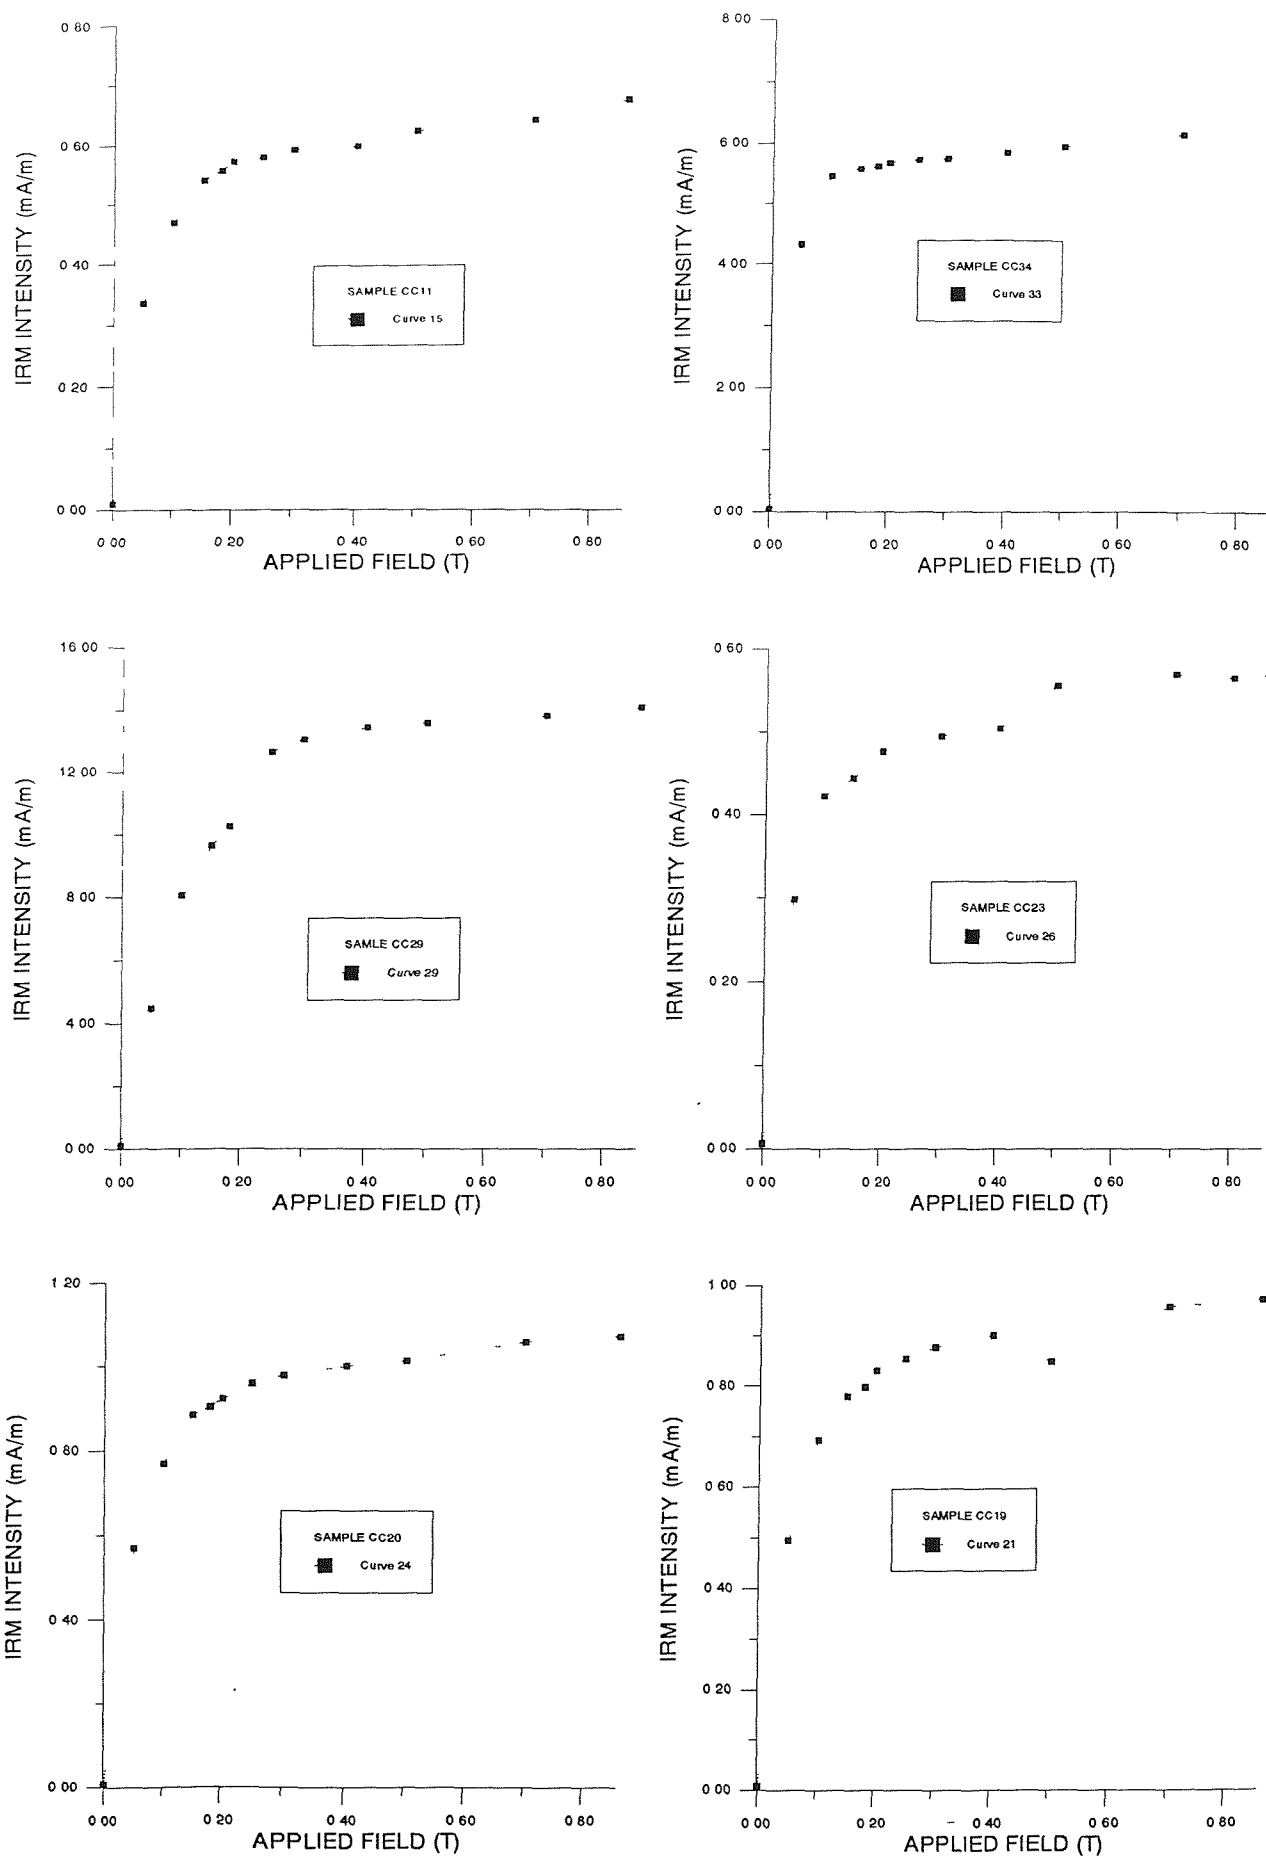 0 80
0 60
0 40
0 20
0 00
IRM INTENSITY (mA/m)
SAMPLE CC11
Curve 15
0 00 0 20 0 40 0 60 0 80
APPLIED FIELD (T)
8 00
6 00
4 00
2 00
0 00
IRM INTENSITY (mA/m)
SAMPLE CC34
Curve 33
0 00 0 20 0 40 0 60 0 80
APPLIED FIELD (T)
16 00
12 00
8 00
4 00
0 00
IRM INTENSITY (mA/m)
SAMLE CC29
Curve 29
0 00 0 20 0 40 0 60 0 80
APPLIED FIELD (T)
0 60
0 40
0 20
0 00
IRM INTENSITY (mA/m)
SAMPLE CC23
Curve 26
0 00 0 20 0 40 0 60 0 80
APPLIED FIELD (T)
1 20
0 80
0 40
0 00
IRM INTENSITY (mA/m)
SAMPLE CC20
Curve 24
0 00 0 20 0 40 0 60 0 80
APPLIED FIELD (T)
1 00
0 80
0 60
0 40
0 20
0 00
IRM INTENSITY (mA/m)
SAMPLE CC19
Curve 21
0 00 0 20 0 40 0 60 0 80
APPLIED FIELD (T)